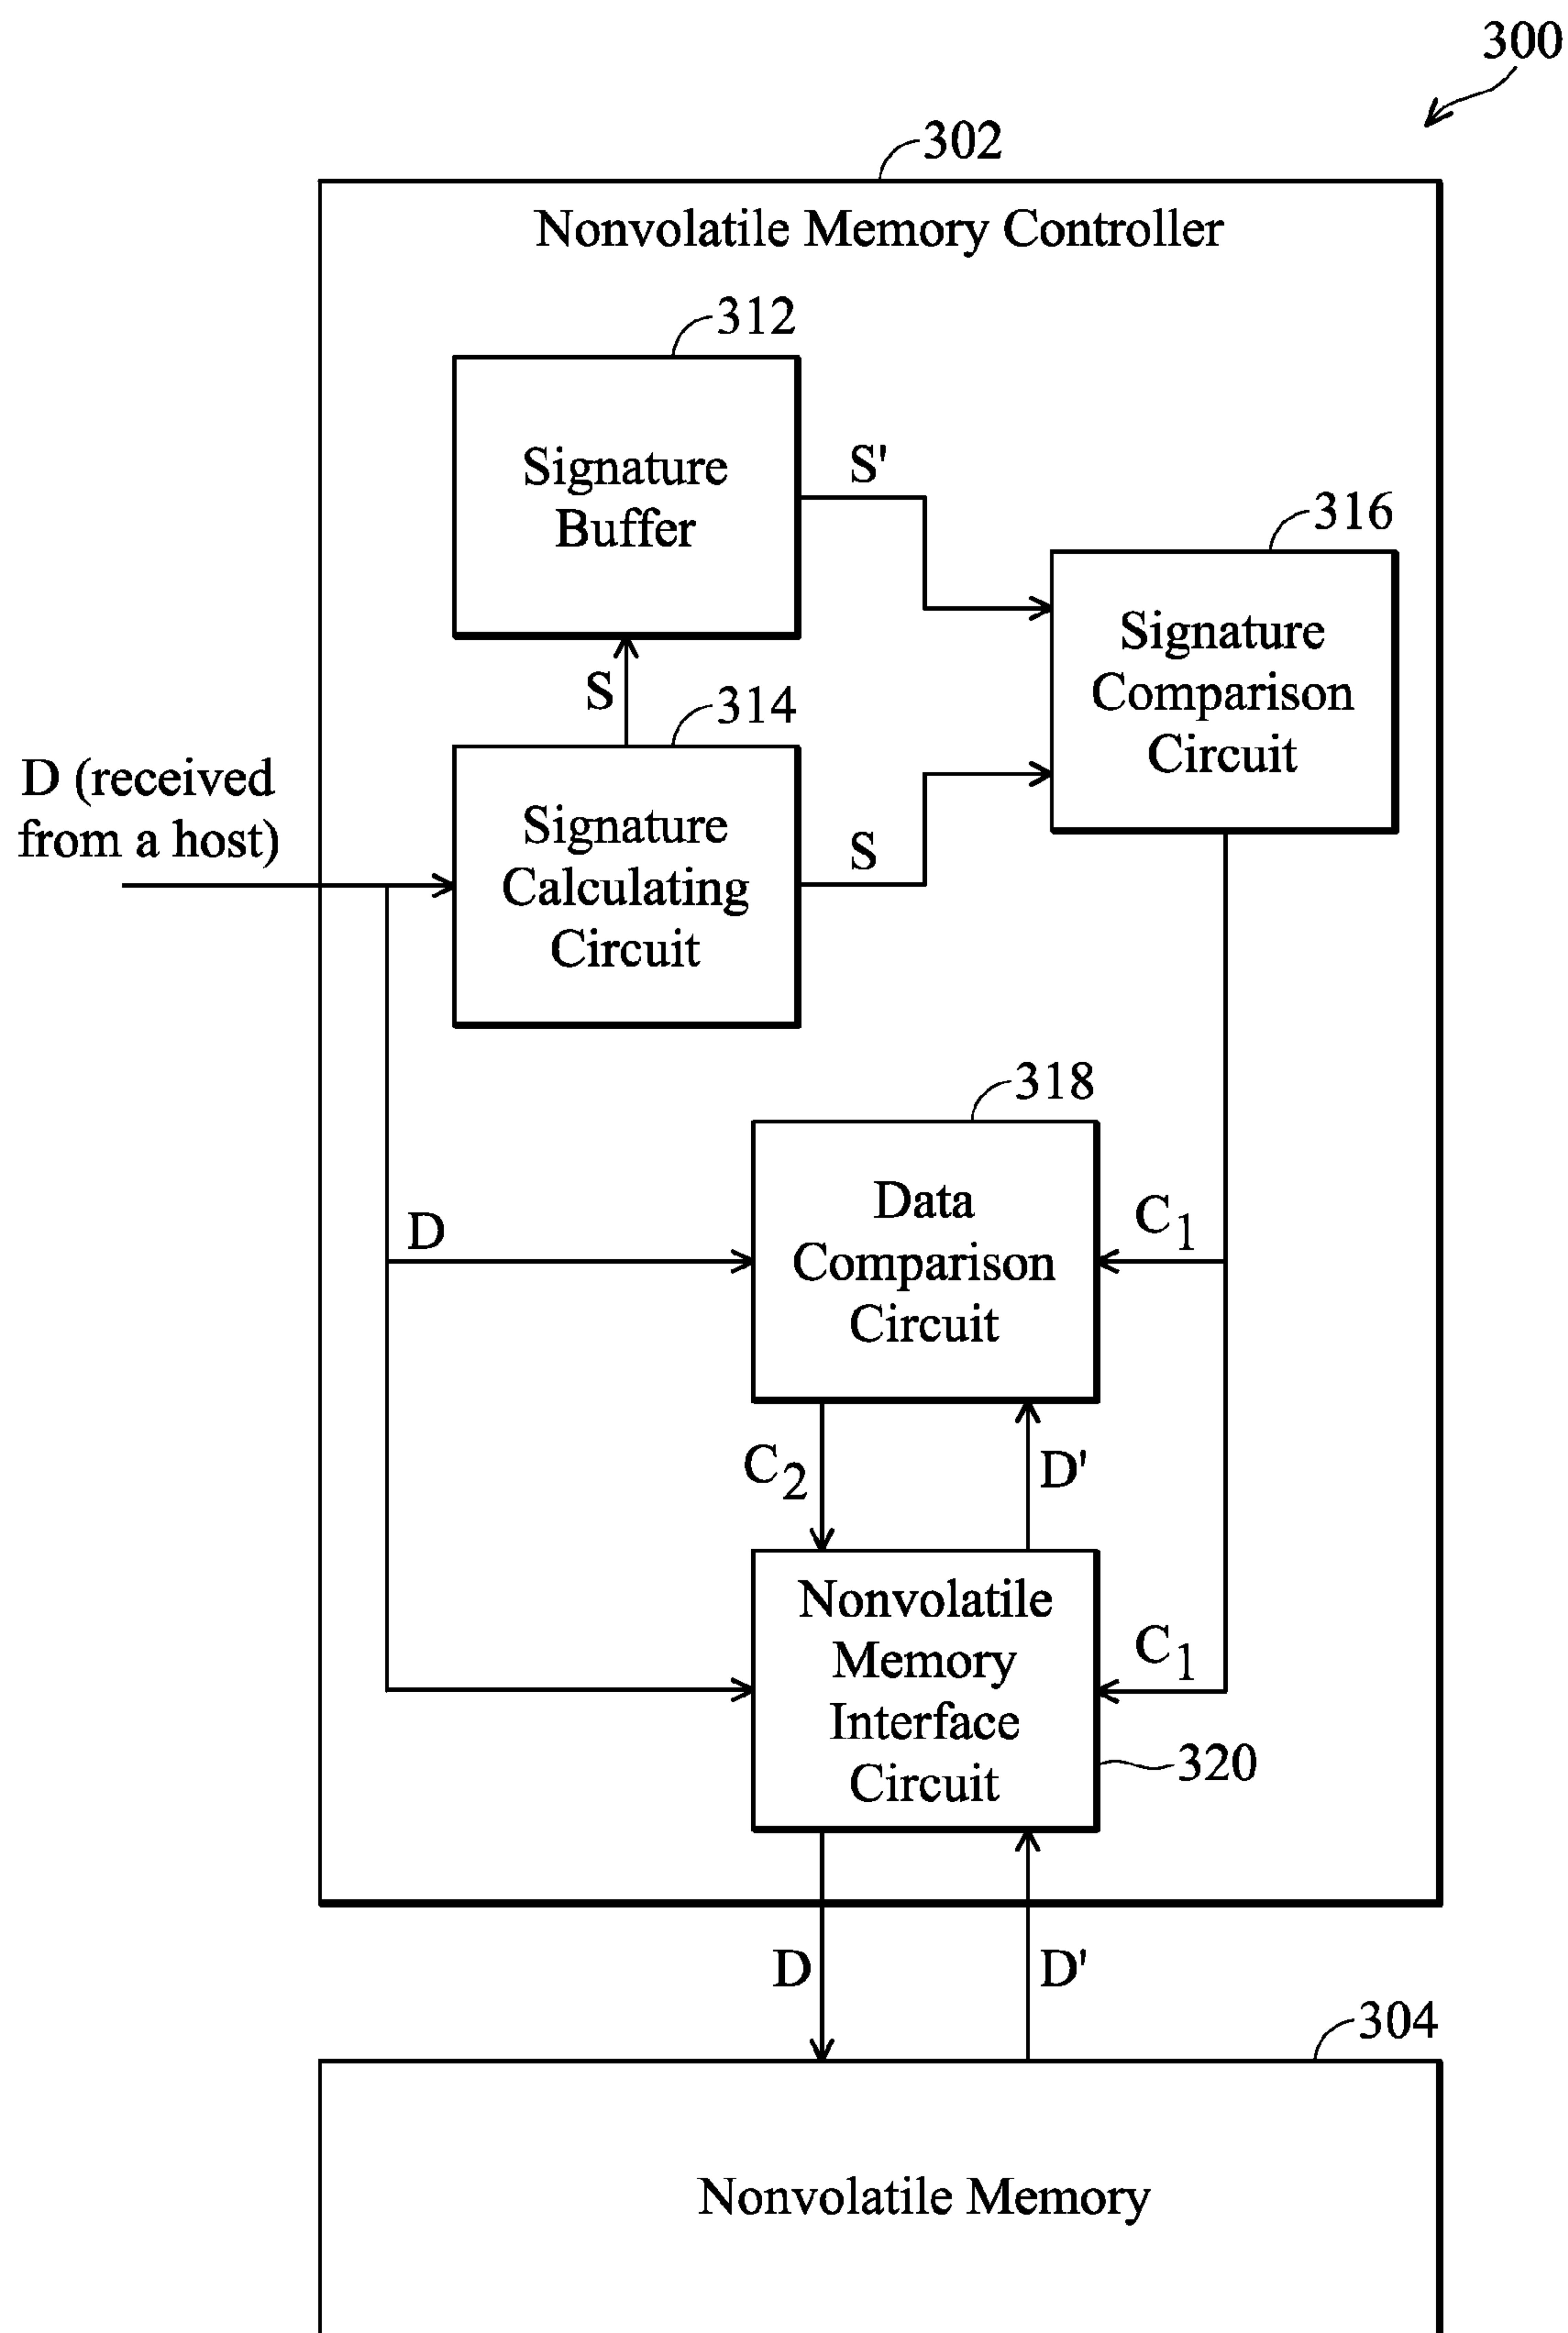 300
302
Nonvolatile Memory Controller
312
Signature
Buffer
S'
316
Signature
Comparison
Circuit
S
314
D (received
from a host)
Signature
Calculating
Circuit
S
318
Data
Comparison
Circuit
D
C1
C2
D'
Nonvolatile
Memory
Interface
Circuit
C1
320
D
D'
304
Nonvolatile Memory